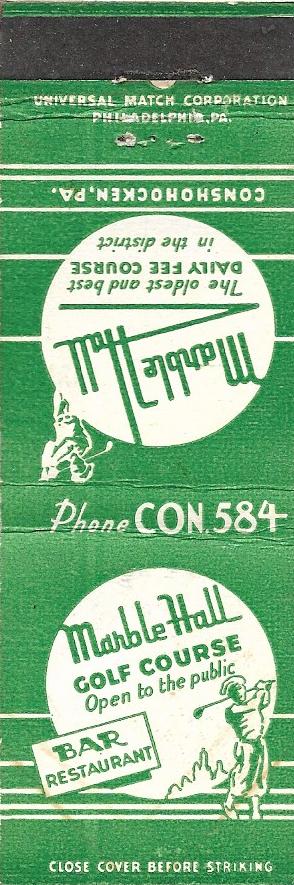 UNIVERSAL MATCH CORPORATION
PHILADELPHIA, PA.
CONSHOHOCKEN, PA.
The oldest and best
DAILY FEE COURSE
in the district
Marble Hall
Phone CON. 584
Marble Hall
GOLF COURSE
Open to the public
BAR
RESTAURANT
CLOSE COVER BEFORE STRIKING